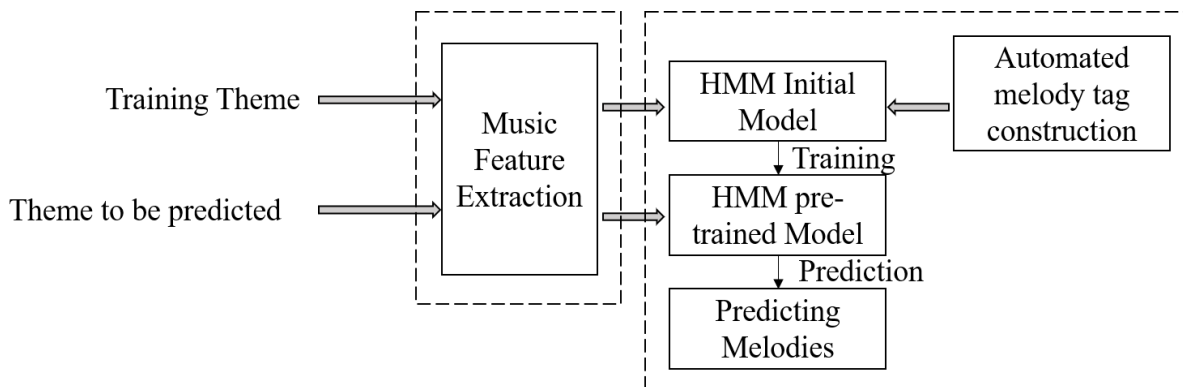 Training Theme
Theme to be predicted
Music
Feature
Extraction
HMM Initial
Model
Training
HMM pre-
trained Model
Prediction
Predicting
Melodies
Automated
melody tag
construction